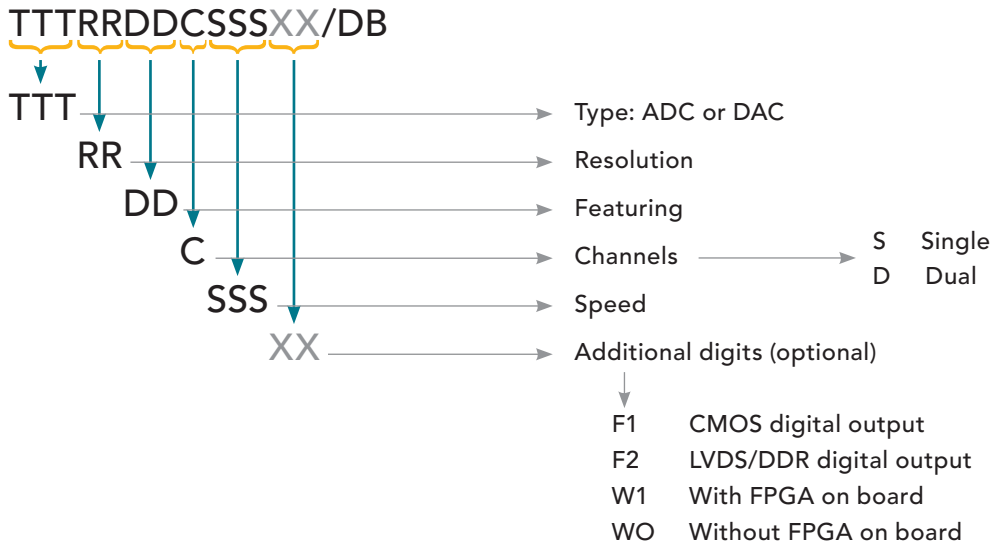 TTTRRDDCSSSXX/DB
TTT Type: ADC or DAC
RR Resolution
DD Featuring
C Channels
S Single
D Dual
SSS Speed
XX Additional digits (optional)
F1 CMOS digital output
F2 LVDS/DDR digital output
W1 With FPGA on board
WO Without FPGA on board